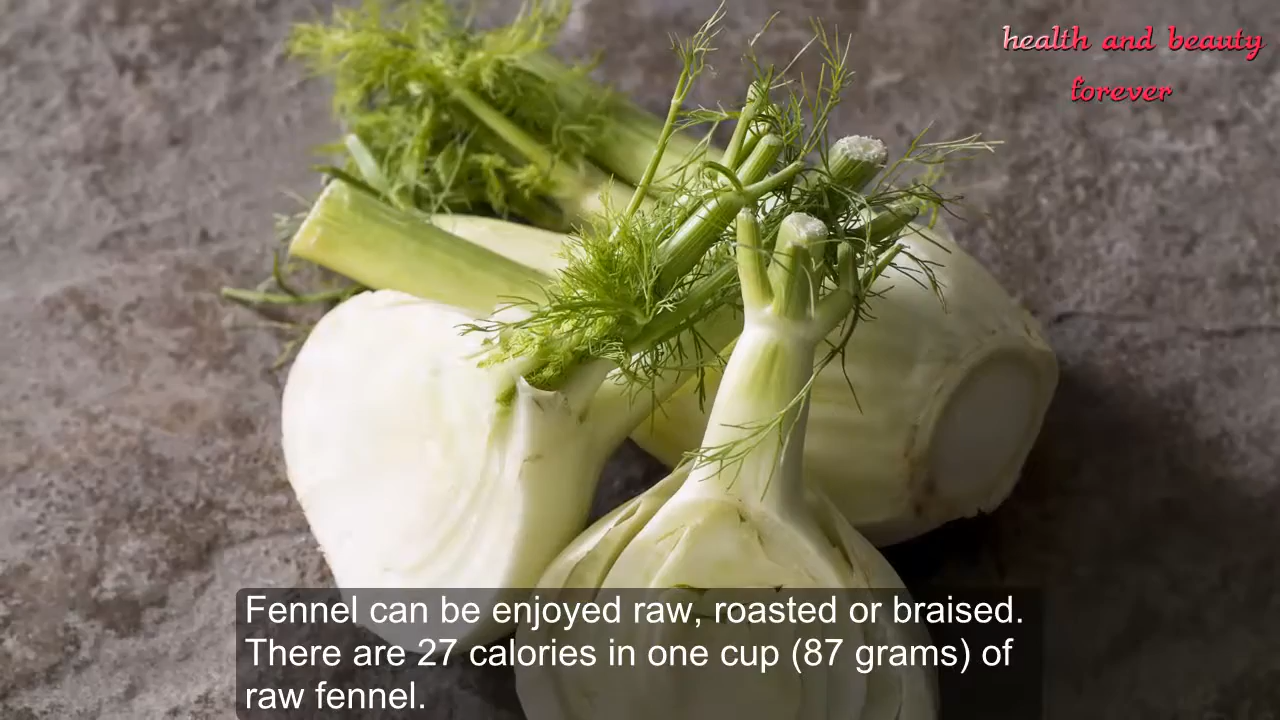 health and beauty
forever
Fennel can be enjoyed raw, roasted or braised.
There are 27 calories in one cup (87 grams) of
raw fennel.